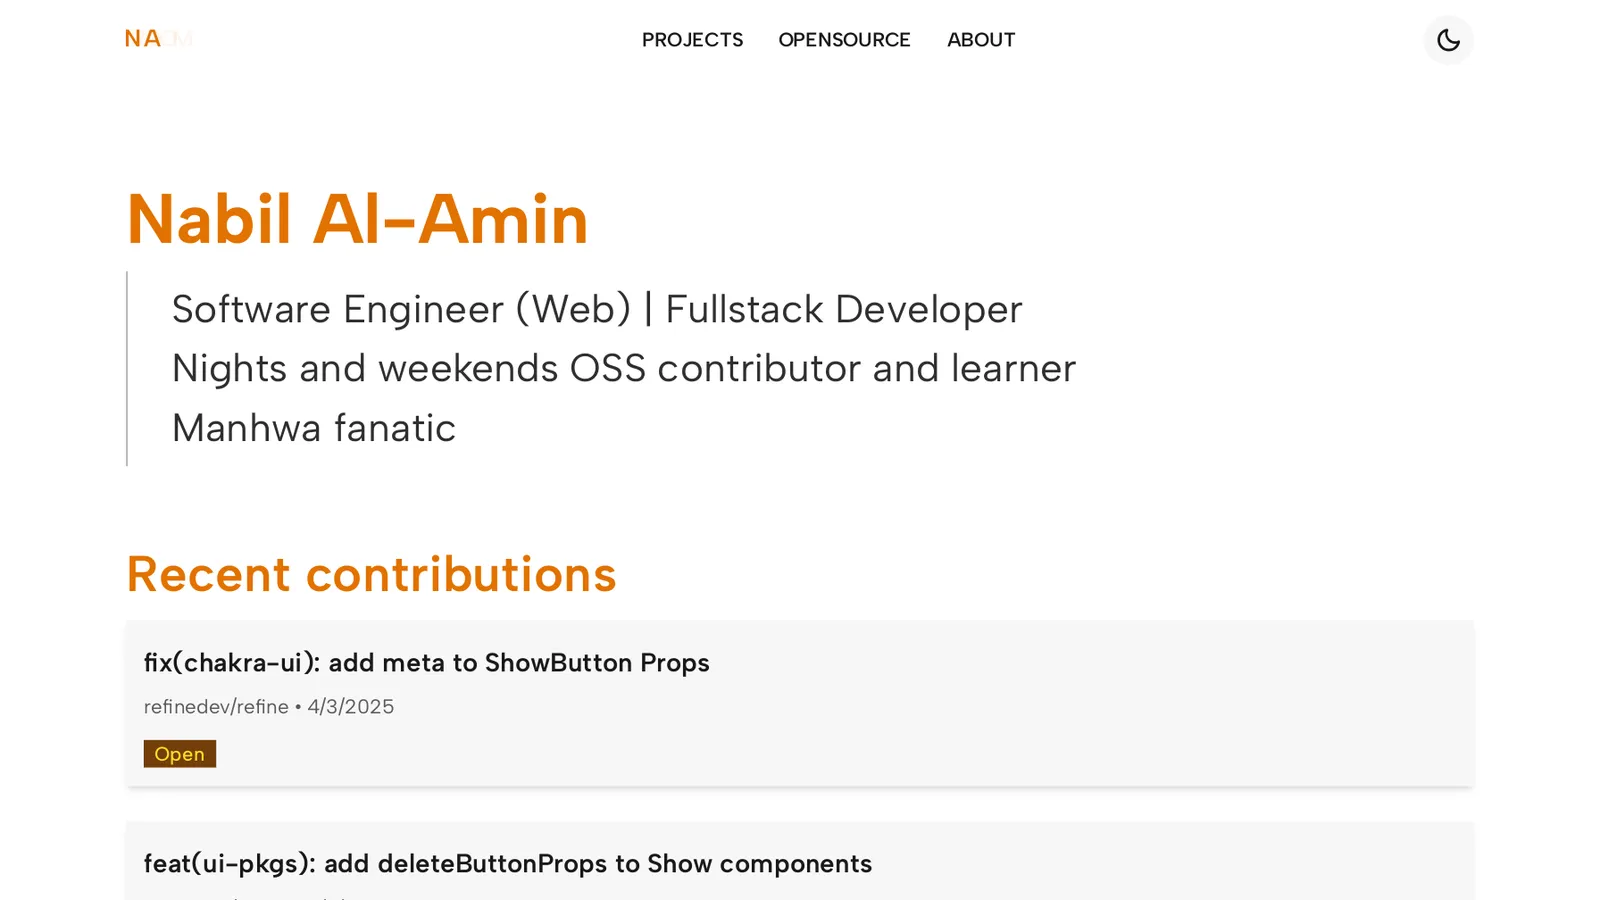 NA
PROJECTS OPENSOURCE ABOUT
Nabil Al-Amin
Software Engineer (Web) | Fullstack Developer
Nights and weekends OSS contributor and learner
Manhwa fanatic
Recent contributions
fix(chakra-ui): add meta to ShowButton Props
refinedev/refine • 4/3/2025
Open
feat(ui-pkgs): add deleteButtonProps to Show components